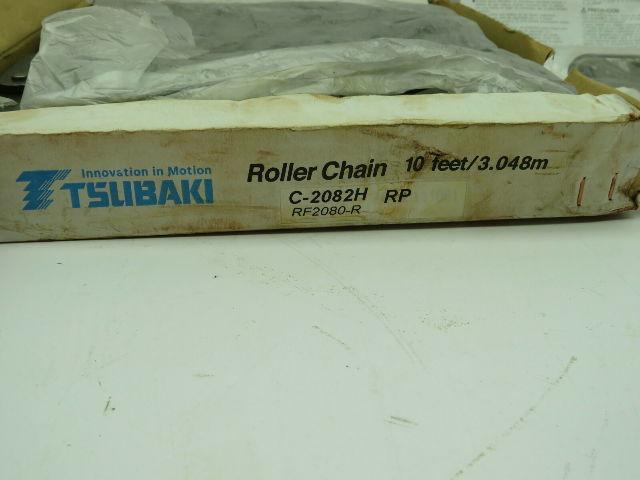 Innovation in Motion
TSUBAKI
Roller Chain 10 feet/3.048m
C-2082H RP
RF2080-R